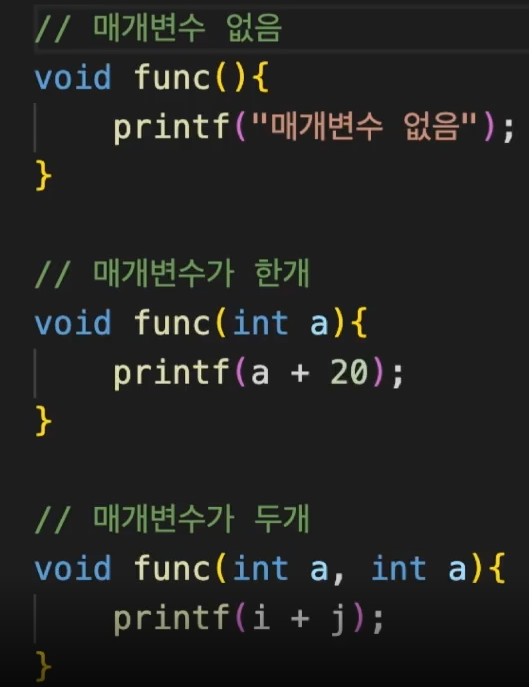 // 매개변수 없음
void func(){
printf("매개변수 없음");
}
// 매개변수가 한개
void func(int a){
printf(a + 20);
}
// 매개변수가 두개
void func(int a, int a){
printf(i + j);
}